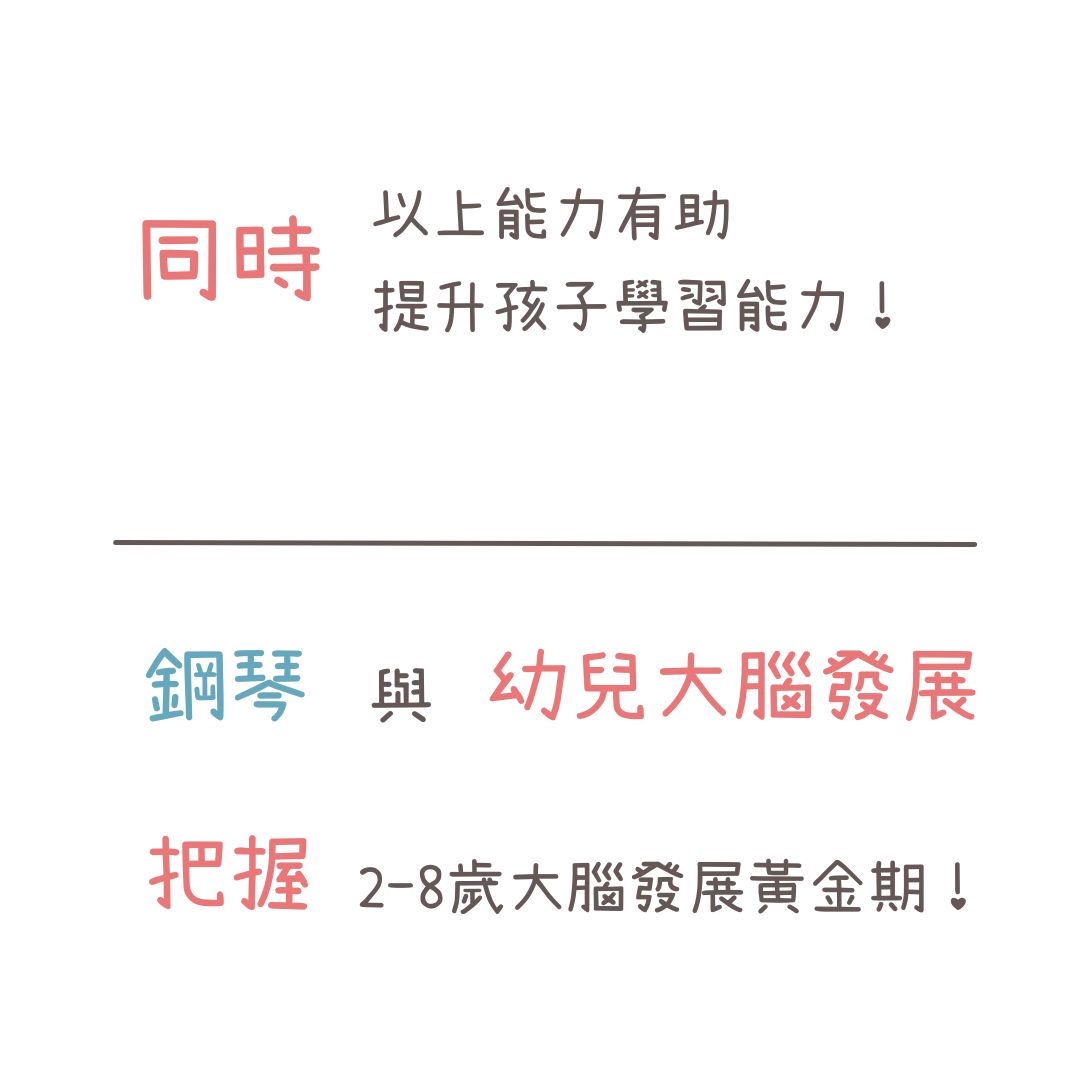 同時
以上能力有助
提升孩子學習能力！
鋼琴 與 幼兒大腦發展
把握 2-8歲大腦發展黃金期！